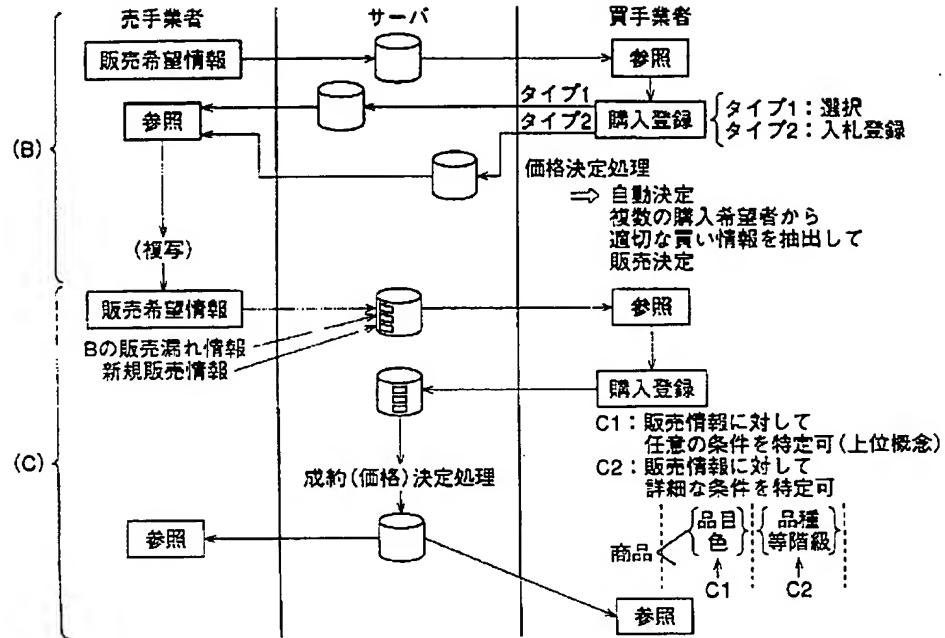 売手業者
サーバ
買手業者
販売希望情報
参照
参照
タイプ1
タイプ2
購入登録
タイプ1：選択
タイプ2：入札登録
(B)
価格決定処理
⇒ 自動決定
複数の購入希望者から
適切な買い情報を抽出して
販売決定
(複写)
販売希望情報
参照
Bの販売漏れ情報
新規販売情報
購入登録
C1：販売情報に対して
任意の条件を特定可(上位概念)
C2：販売情報に対して
詳細な条件を特定可
(C)
成約(価格)決定処理
参照
商品
品目
色
品種
等階級
C1
C2
参照